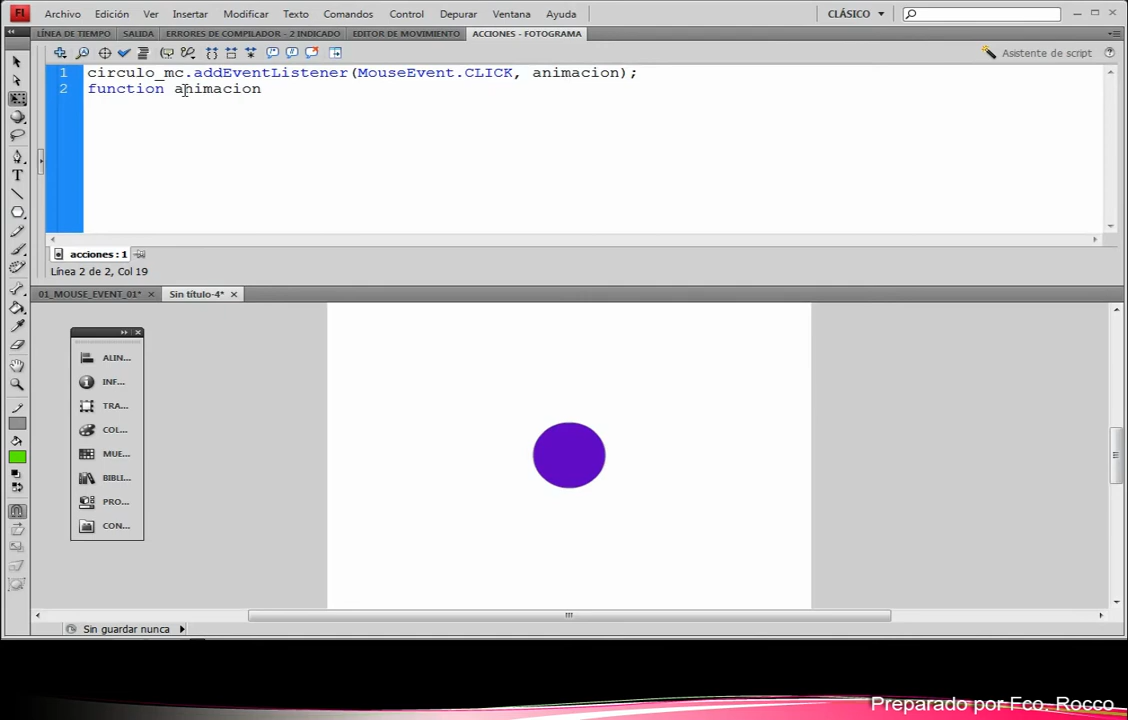 Fl Archivo Edición Ver Insertar Modificar Texto Comandos Control Depurar Ventana Ayuda CLÁSICO
LÍNEA DE TIEMPO SALIDA ERRORES DE COMPILADOR - 2 INDICADO EDITOR DE MOVIMIENTO ACCIONES - FOTOGRAMA
Asistente de script
1 circulo_mc.addEventListener(MouseEvent.CLICK, animacion);
2 function animacion
acciones : 1
Línea 2 de 2, Col 19
01_MOUSE_EVENT_01* Sin título-4*
ALIN...
INF...
TRA...
COL...
MUE...
BIBLI...
PRO...
CON...
Sin guardar nunca
Preparado por Fco. Rocco